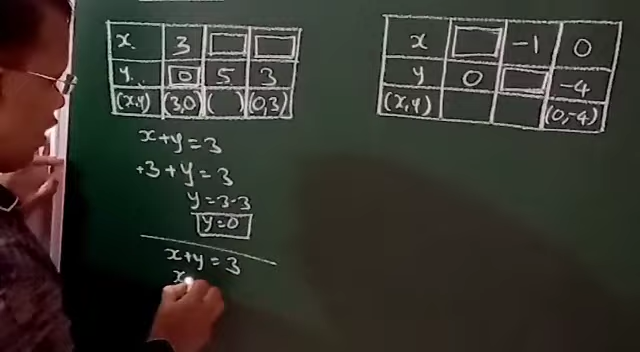 x 3
y 0 5 3
(x,y) (3,0) ( ) (0,3)
x+y=3
+3+y=3
y=3-3
y=0
x+y=3
x
x -1 0
y 0 -4
(x,y) (0,-4)